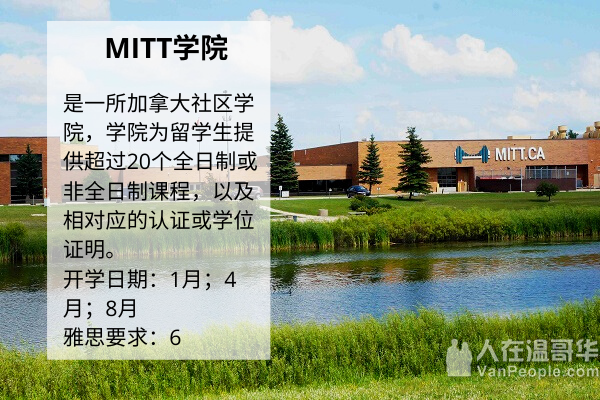 MITT学院
是一所加拿大社区学
院，学院为留学生提
供超过20个全日制或
非全日制课程，以及
相对应的认证或学位
证明。
开学日期：1月；4
月；8月
雅思要求：6
MITT.CA
人在温哥华
VanPeople.com